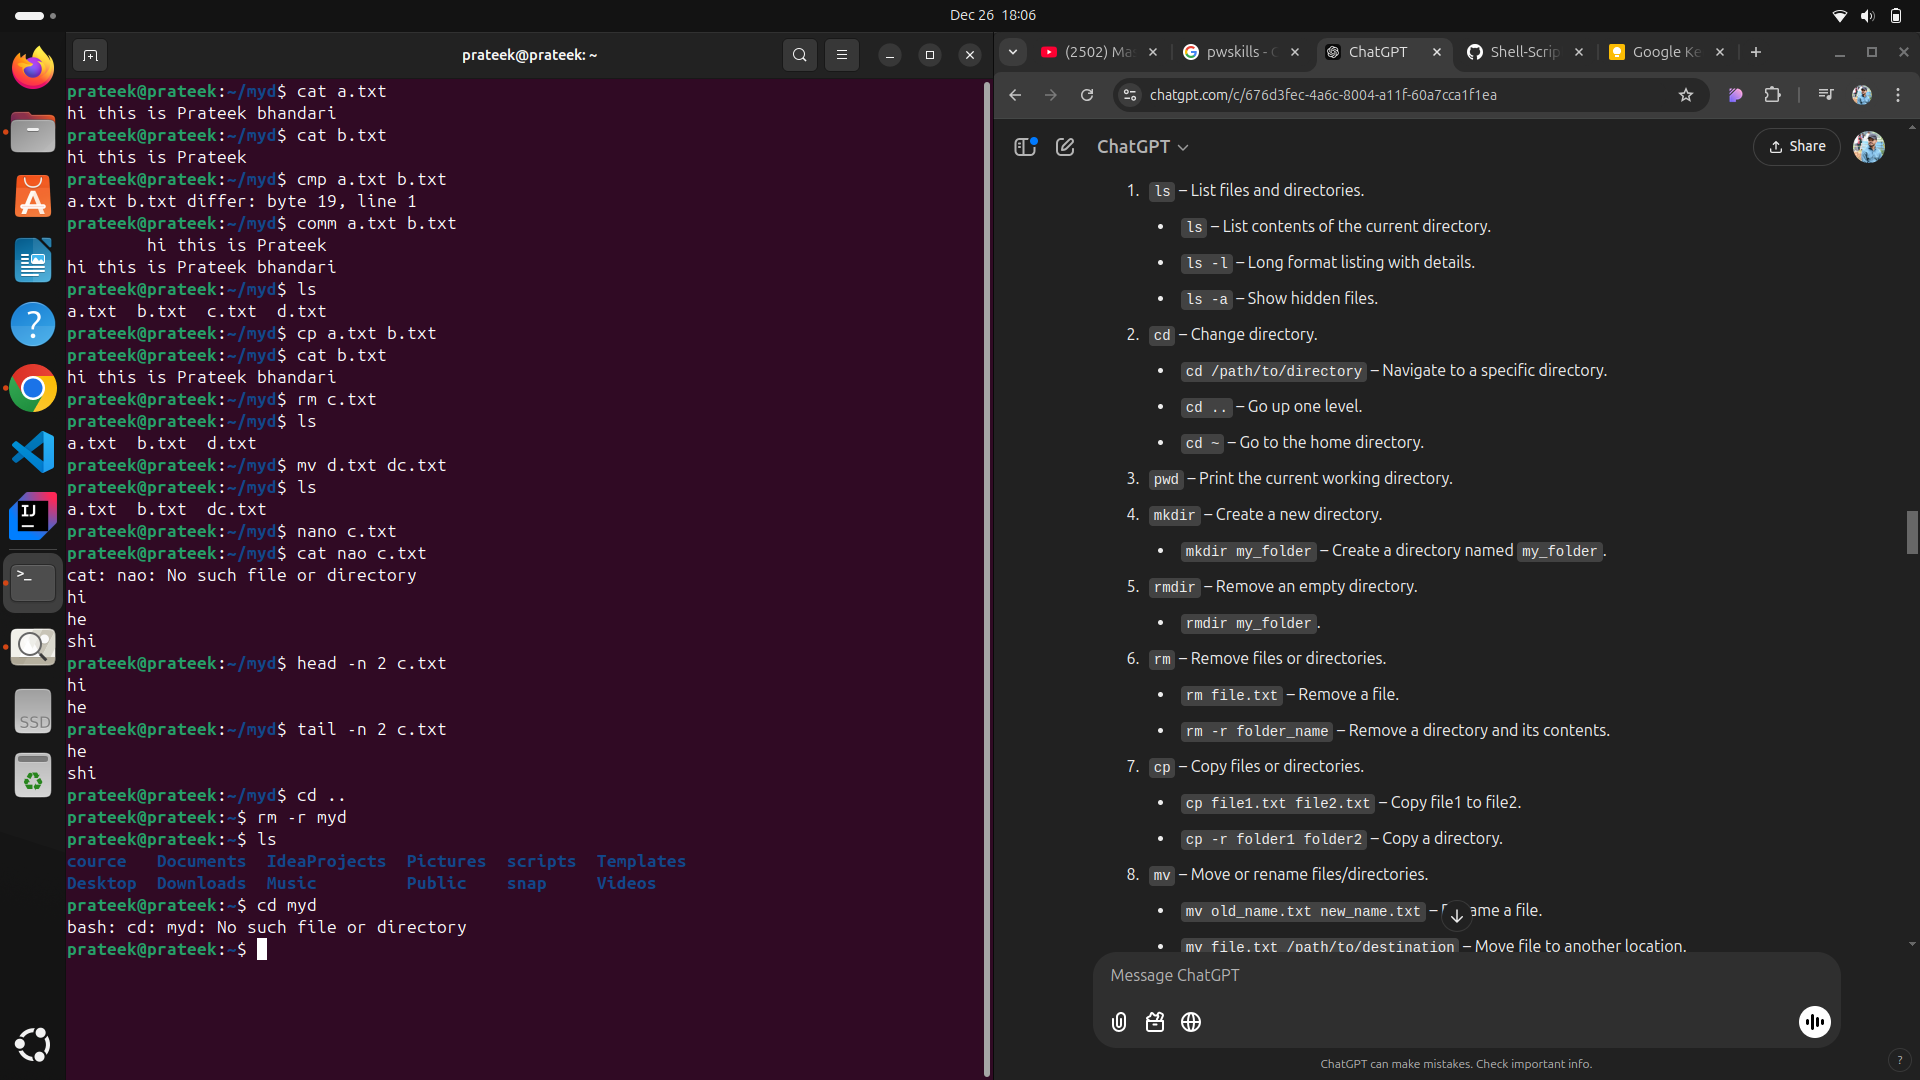 Dec 26 18:06
prateek@prateek: ~
prateek@prateek:~/myd$ cat a.txt
hi this is Prateek bhandari
prateek@prateek:~/myd$ cat b.txt
hi this is Prateek
prateek@prateek:~/myd$ cmp a.txt b.txt
a.txt b.txt differ: byte 19, line 1
prateek@prateek:~/myd$ comm a.txt b.txt
        hi this is Prateek
hi this is Prateek bhandari
prateek@prateek:~/myd$ ls
a.txt  b.txt  c.txt  d.txt
prateek@prateek:~/myd$ cp a.txt b.txt
prateek@prateek:~/myd$ cat b.txt
hi this is Prateek bhandari
prateek@prateek:~/myd$ rm c.txt
prateek@prateek:~/myd$ ls
a.txt  b.txt  d.txt
prateek@prateek:~/myd$ mv d.txt dc.txt
prateek@prateek:~/myd$ ls
a.txt  b.txt  dc.txt
prateek@prateek:~/myd$ nano c.txt
prateek@prateek:~/myd$ cat nao c.txt
cat: nao: No such file or directory
hi
he
shi
prateek@prateek:~/myd$ head -n 2 c.txt
hi
he
prateek@prateek:~/myd$ tail -n 2 c.txt
he
shi
prateek@prateek:~/myd$ cd ..
prateek@prateek:~$ rm -r myd
prateek@prateek:~$ ls
cource   Documents  IdeaProjects  Pictures  scripts  Templates
Desktop  Downloads  Music         Public    snap     Videos
prateek@prateek:~$ cd myd
bash: cd: myd: No such file or directory
prateek@prateek:~$
SSD
IJ
(2502) Ma
pwskills -
ChatGPT
Shell-Scrip
Google Ke
chatgpt.com/c/676d3fec-4a6c-8004-a11f-60a7cca1f1ea
ChatGPT
Share
1. ls – List files and directories.
• ls – List contents of the current directory.
• ls -l – Long format listing with details.
• ls -a – Show hidden files.
2. cd – Change directory.
• cd /path/to/directory – Navigate to a specific directory.
• cd .. – Go up one level.
• cd ~ – Go to the home directory.
3. pwd – Print the current working directory.
4. mkdir – Create a new directory.
• mkdir my_folder – Create a directory named my_folder.
5. rmdir – Remove an empty directory.
• rmdir my_folder.
6. rm – Remove files or directories.
• rm file.txt – Remove a file.
• rm -r folder_name – Remove a directory and its contents.
7. cp – Copy files or directories.
• cp file1.txt file2.txt – Copy file1 to file2.
• cp -r folder1 folder2 – Copy a directory.
8. mv – Move or rename files/directories.
• mv old_name.txt new_name.txt – ame a file.
• mv file.txt /path/to/destination – Move file to another location.
Message ChatGPT
ChatGPT can make mistakes. Check important info.
?